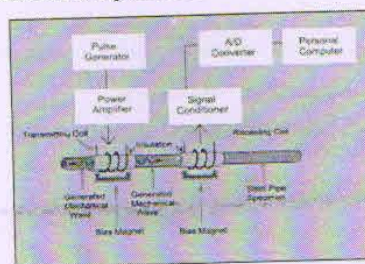 Pulse
Generator
A/D
Converter
Personal
Computer
Power
Amplifier
Signal
Conditioner
Transmitting Coil
Insulation
Receiving Coil
Generated
Mechanical
Wave
Generated
Mechanical
Wave
Steel Pipe
Specimen
Bias Magnet
Bias Magnet